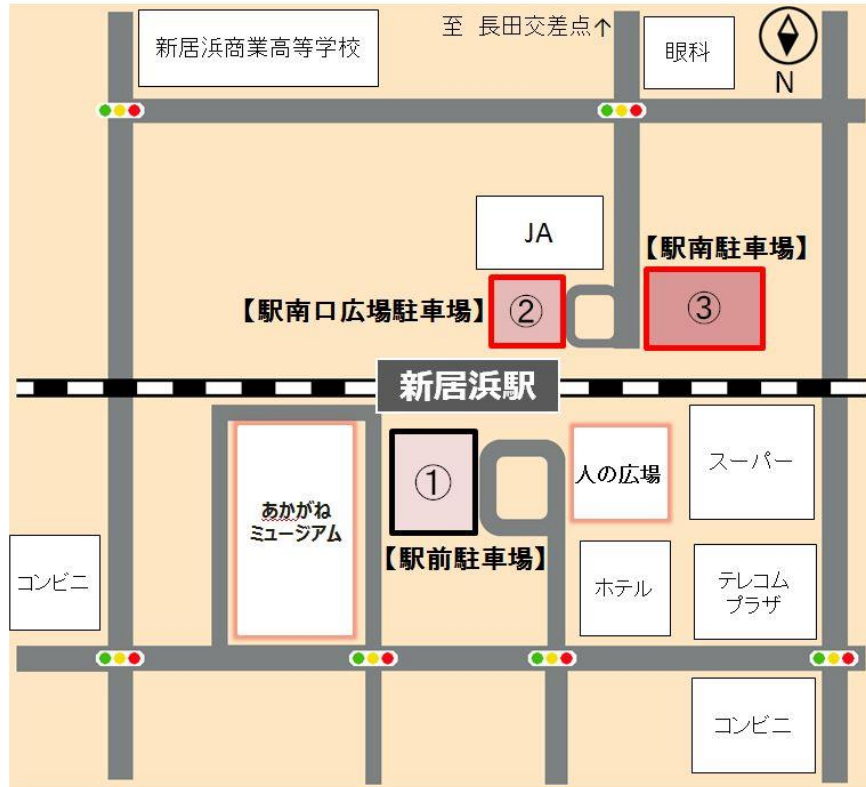 至 長田交差点↑
新居浜商業高等学校
眼科
N
JA
【駅南駐車場】
【駅南口広場駐車場】
②
③
新居浜駅
①
人の広場
スーパー
あかがね
ミュージアム
【駅前駐車場】
コンビニ
ホテル
テレコム
プラザ
コンビニ